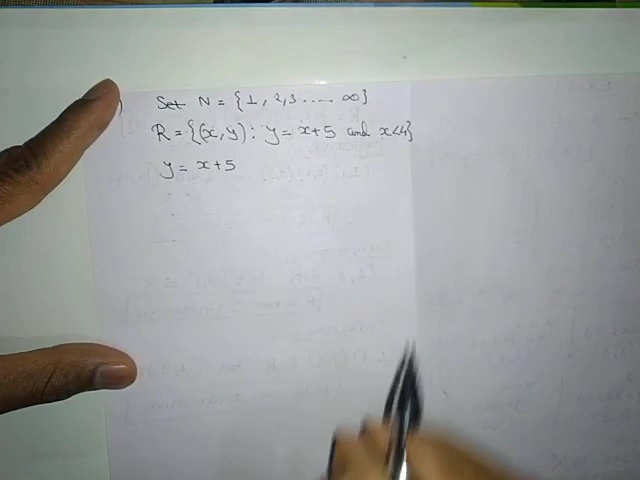 ) Set N = {1, 2, 3 ..... ∞}
R = {(x, y) : y = x+5 and x<4}
y = x+5